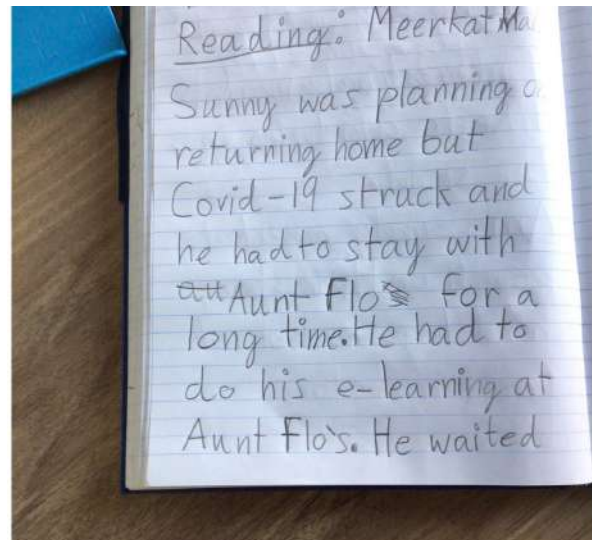 Reading: Meerkat
Sunny was planning
returning home but
Covid-19 struck and
he had to stay with
Aunt Flo for a
long time. He had to
do his e-learning at
Aunt Flo's. He waited